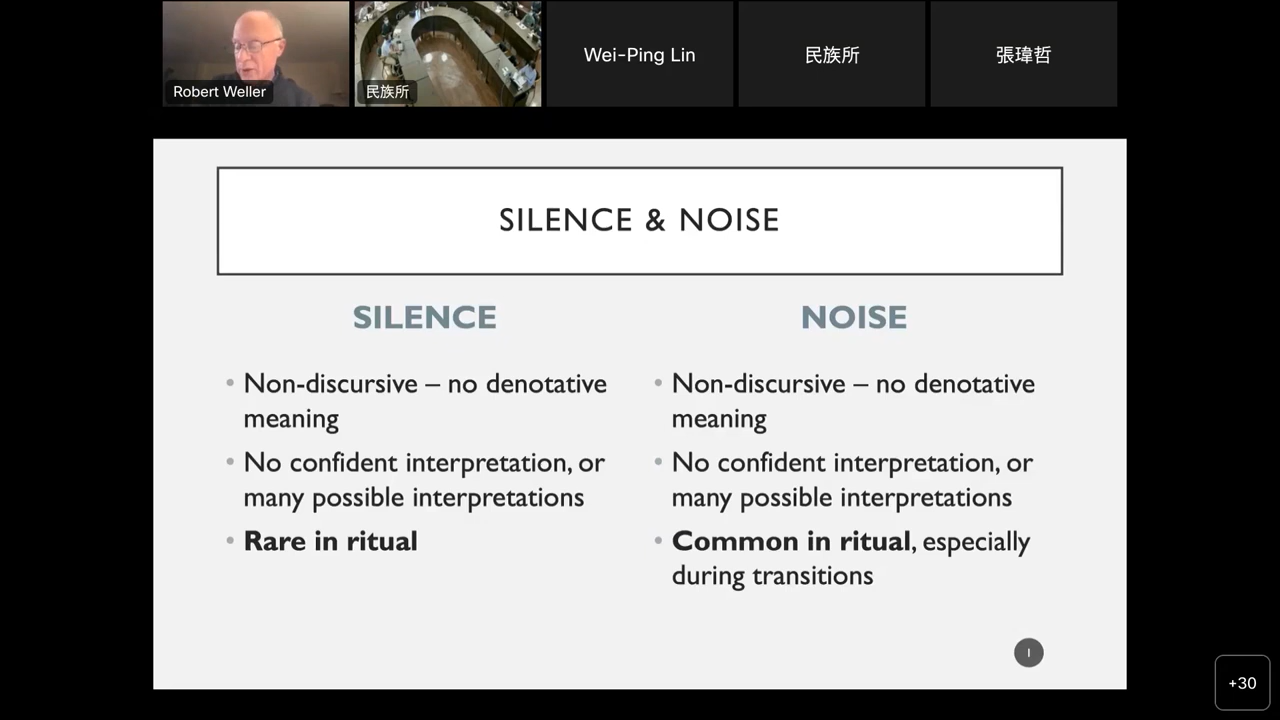 Wei-Ping Lin
民族所
張瑋哲
Robert Weller
民族所
SILENCE & NOISE
SILENCE
• Non-discursive – no denotative
meaning
• No confident interpretation, or
many possible interpretations
• Rare in ritual
NOISE
• Non-discursive – no denotative
meaning
• No confident interpretation, or
many possible interpretations
• Common in ritual, especially
during transitions
1
+30